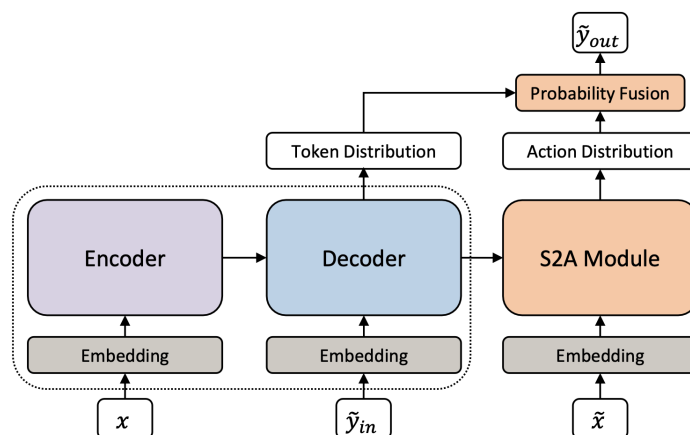 ỹout
Probability Fusion
Token Distribution
Action Distribution
Encoder
Decoder
S2A Module
Embedding
Embedding
Embedding
x
ỹin
x̃